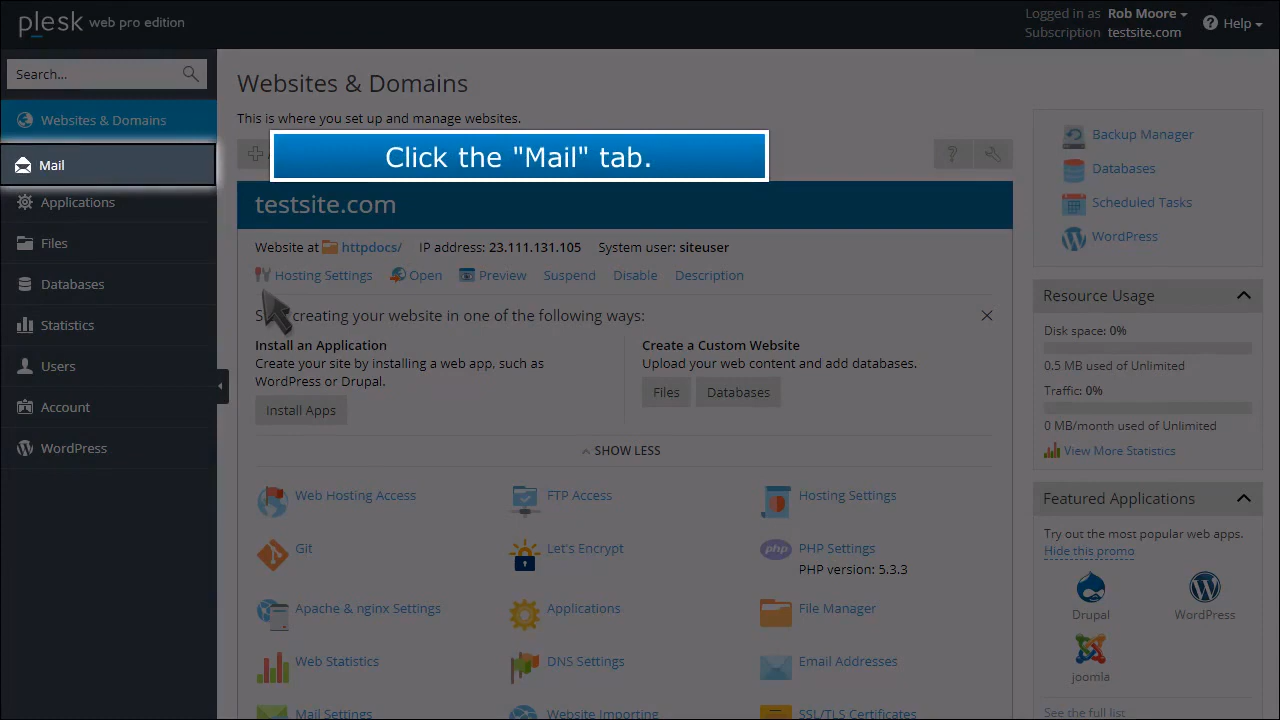 plesk web pro edition
Logged in as Rob Moore
Subscription testsite.com
Help
Search...
Websites & Domains
Mail
Applications
Files
Databases
Statistics
Users
Account
WordPress
Websites & Domains
This is where you set up and manage websites.
Click the "Mail" tab.
testsite.com
Website at httpdocs/ IP address: 23.111.131.105 System user: siteuser
Hosting Settings Open Preview Suspend Disable Description
creating your website in one of the following ways:
Install an Application
Create your site by installing a web app, such as
WordPress or Drupal.
Install Apps
Create a Custom Website
Upload your web content and add databases.
Files Databases
SHOW LESS
Web Hosting Access FTP Access Hosting Settings
Git Let's Encrypt PHP Settings
PHP version: 5.3.3
Apache & nginx Settings Applications File Manager
Web Statistics DNS Settings Email Addresses
Mail Settings Website Importing SSL/TLS Certificates
Backup Manager
Databases
Scheduled Tasks
WordPress
Resource Usage
Disk space: 0%
0.5 MB used of Unlimited
Traffic: 0%
0 MB/month used of Unlimited
View More Statistics
Featured Applications
Try out the most popular web apps.
Hide this promo
Drupal WordPress
joomla
See the full list